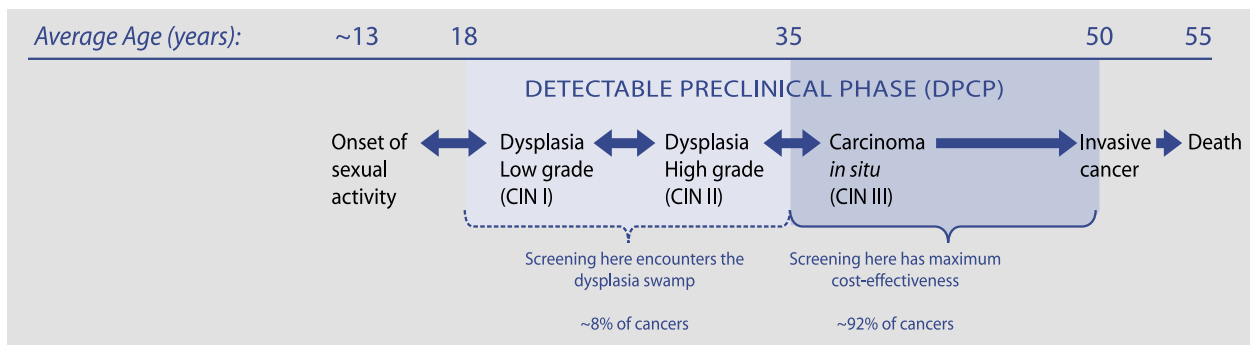 Average Age (years): ~13 18 35 50 55
DETECTABLE PRECLINICAL PHASE (DPCP)
Onset of
sexual
activity
Dysplasia
Low grade
(CIN I)
Dysplasia
High grade
(CIN II)
Carcinoma
in situ
(CIN III)
Invasive
cancer
Death
Screening here encounters the
dysplasia swamp
~8% of cancers
Screening here has maximum
cost-effectiveness
~92% of cancers